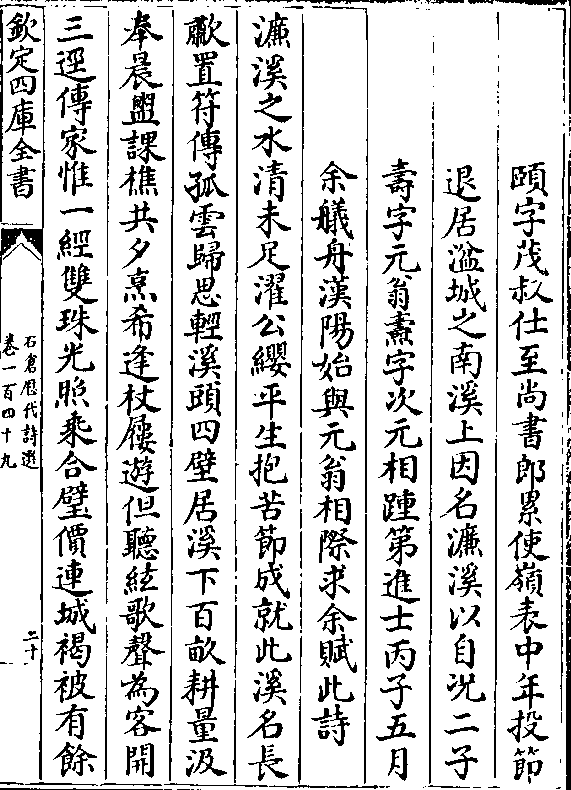 頤字茂叔仕至尚書郎累使嶺表中年投節
退居湓城之南溪上因名濂溪以自況二子
壽字元翁燾字次元相踵第進士丙子五月
余艤舟漢陽始與元翁相際求余賦此詩
濂溪之水清未足濯公纓平生抱苦節成就此溪名長
歗置符傳孤雲歸思輕溪頭四壁居溪下百畝耕量汲
奉晨盥課樵共夕烹希逢杖屨遊但聽絃歌聲為客開
三逕傳家惟一經雙珠光照乘合璧價連城褐被有餘
欽定四庫全書
石倉歷代詩選
卷一百四十九
二十